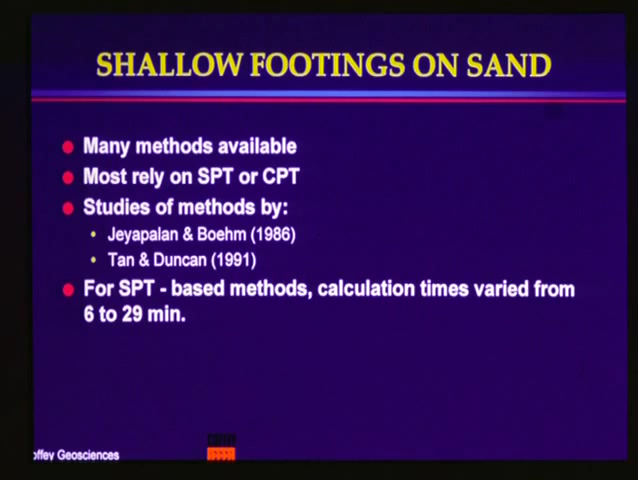 SHALLOW FOOTINGS ON SAND
Many methods available
Most rely on SPT or CPT
Studies of methods by:
Jeyapalan & Boehm (1986)
Tan & Duncan (1991)
For SPT - based methods, calculation times varied from
6 to 29 min.
offey Geosciences